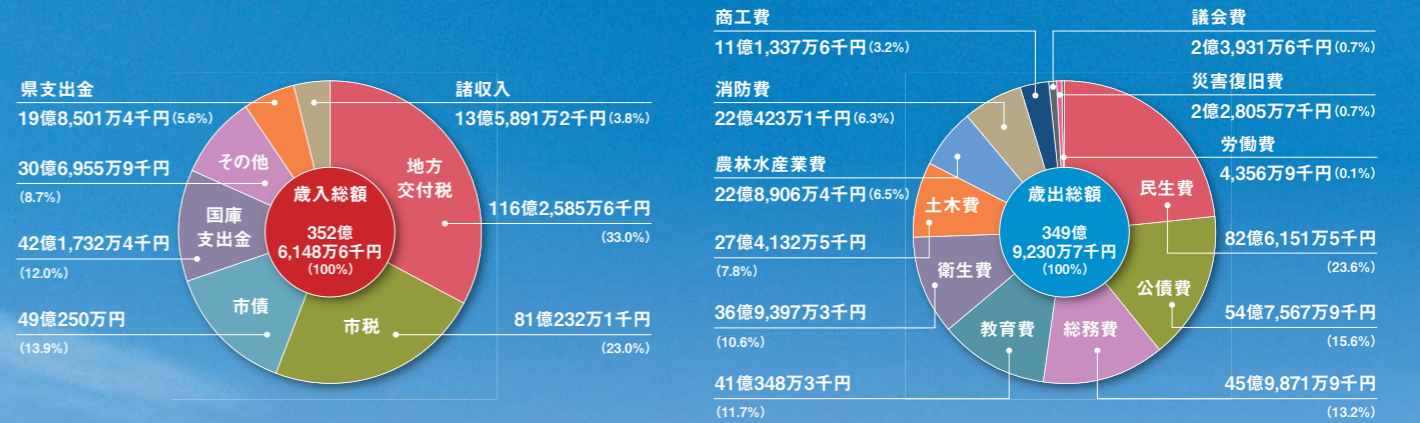 県支出金
19億8,501万4千円(5.6%)
その他
30億6,955万9千円
(8.7%)
国庫
支出金
42億1,732万4千円
(12.0%)
市債
49億250万円
(13.9%)
諸収入
13億5,891万2千円(3.8%)
地方
交付税
116億2,585万6千円
(33.0%)
市税
81億232万1千円
(23.0%)
歳入総額
352億
6,148万6千円
(100%)
商工費
11億1,337万6千円(3.2%)
消防費
22億423万1千円(6.3%)
農林水産業費
22億8,906万4千円(6.5%)
土木費
27億4,132万5千円
(7.8%)
衛生費
36億9,397万3千円
(10.6%)
教育費
41億348万3千円
(11.7%)
議会費
2億3,931万6千円(0.7%)
災害復旧費
2億2,805万7千円(0.7%)
労働費
4,356万9千円(0.1%)
民生費
82億6,151万5千円
(23.6%)
公債費
54億7,567万9千円
(15.6%)
総務費
45億9,871万9千円
(13.2%)
歳出総額
349億
9,230万7千円
(100%)